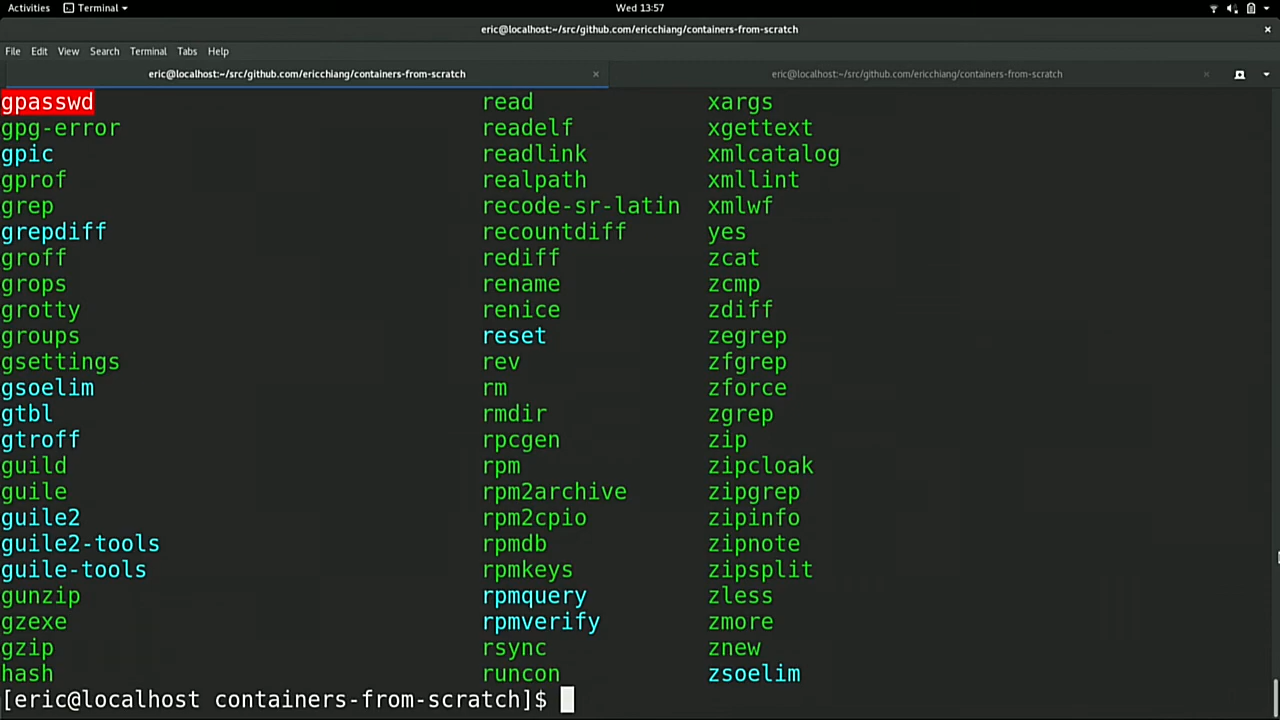 Activities Terminal Wed 13:57
eric@localhost:~/src/github.com/ericchiang/containers-from-scratch
File Edit View Search Terminal Tabs Help
eric@localhost:~/src/github.com/ericchiang/containers-from-scratch eric@localhost:~/src/github.com/ericchiang/containers-from-scratch
gpasswd read xargs
gpg-error readelf xgettext
gpic readlink xmlcatalog
gprof realpath xmllint
grep recode-sr-latin xmlwf
grepdiff recountdiff yes
groff rediff zcat
grops rename zcmp
grotty renice zdiff
groups reset zegrep
gsettings rev zfgrep
gsoelim rm zforce
gtbl rmdir zgrep
gtroff rpcgen zip
guild rpm zipcloak
guile rpm2archive zipgrep
guile2 rpm2cpio zipinfo
guile2-tools rpmdb zipnote
guile-tools rpmkeys zipsplit
gunzip rpmquery zless
gzexe rpmverify zmore
gzip rsync znew
hash runcon zsoelim
[eric@localhost containers-from-scratch]$